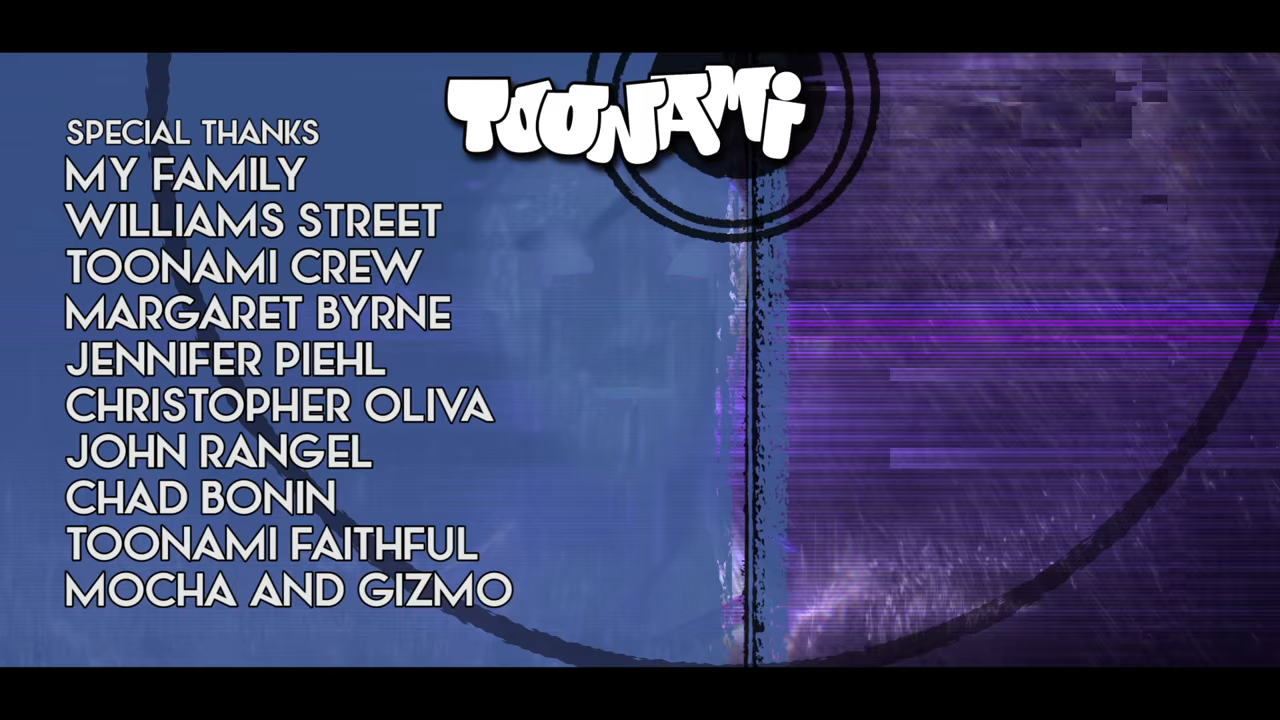 TOONAMI
SPECIAL THANKS
MY FAMILY
WILLIAMS STREET
TOONAMI CREW
MARGARET BYRNE
JENNIFER PIEHL
CHRISTOPHER OLIVA
JOHN RANGEL
CHAD BONIN
TOONAMI FAITHFUL
MOCHA AND GIZMO